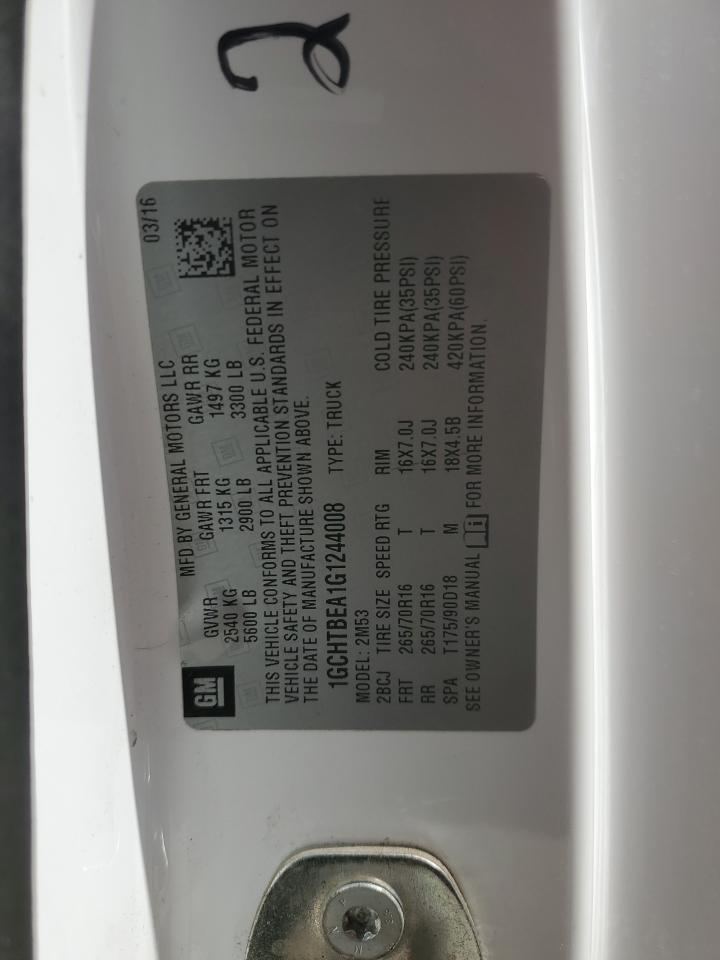 2
GM
MFD BY GENERAL MOTORS LLC 03/16
GVWR GAWR FRT GAWR RR
2540 KG 1315 KG 1497 KG
5600 LB 2900 LB 3300 LB
THIS VEHICLE CONFORMS TO ALL APPLICABLE U.S. FEDERAL MOTOR
VEHICLE SAFETY AND THEFT PREVENTION STANDARDS IN EFFECT ON
THE DATE OF MANUFACTURE SHOWN ABOVE.
1GCHTBEA1G1244008 TYPE: TRUCK
MODEL: 2M53
2BCJ TIRE SIZE SPEED RTG RIM COLD TIRE PRESSURE
FRT 265/70R16 T 16X7.0J 240KPA(35PSI)
RR 265/70R16 T 16X7.0J 240KPA(35PSI)
SPA T175/90D18 M 18X4.5B 420KPA(60PSI)
SEE OWNER'S MANUAL FOR MORE INFORMATION.